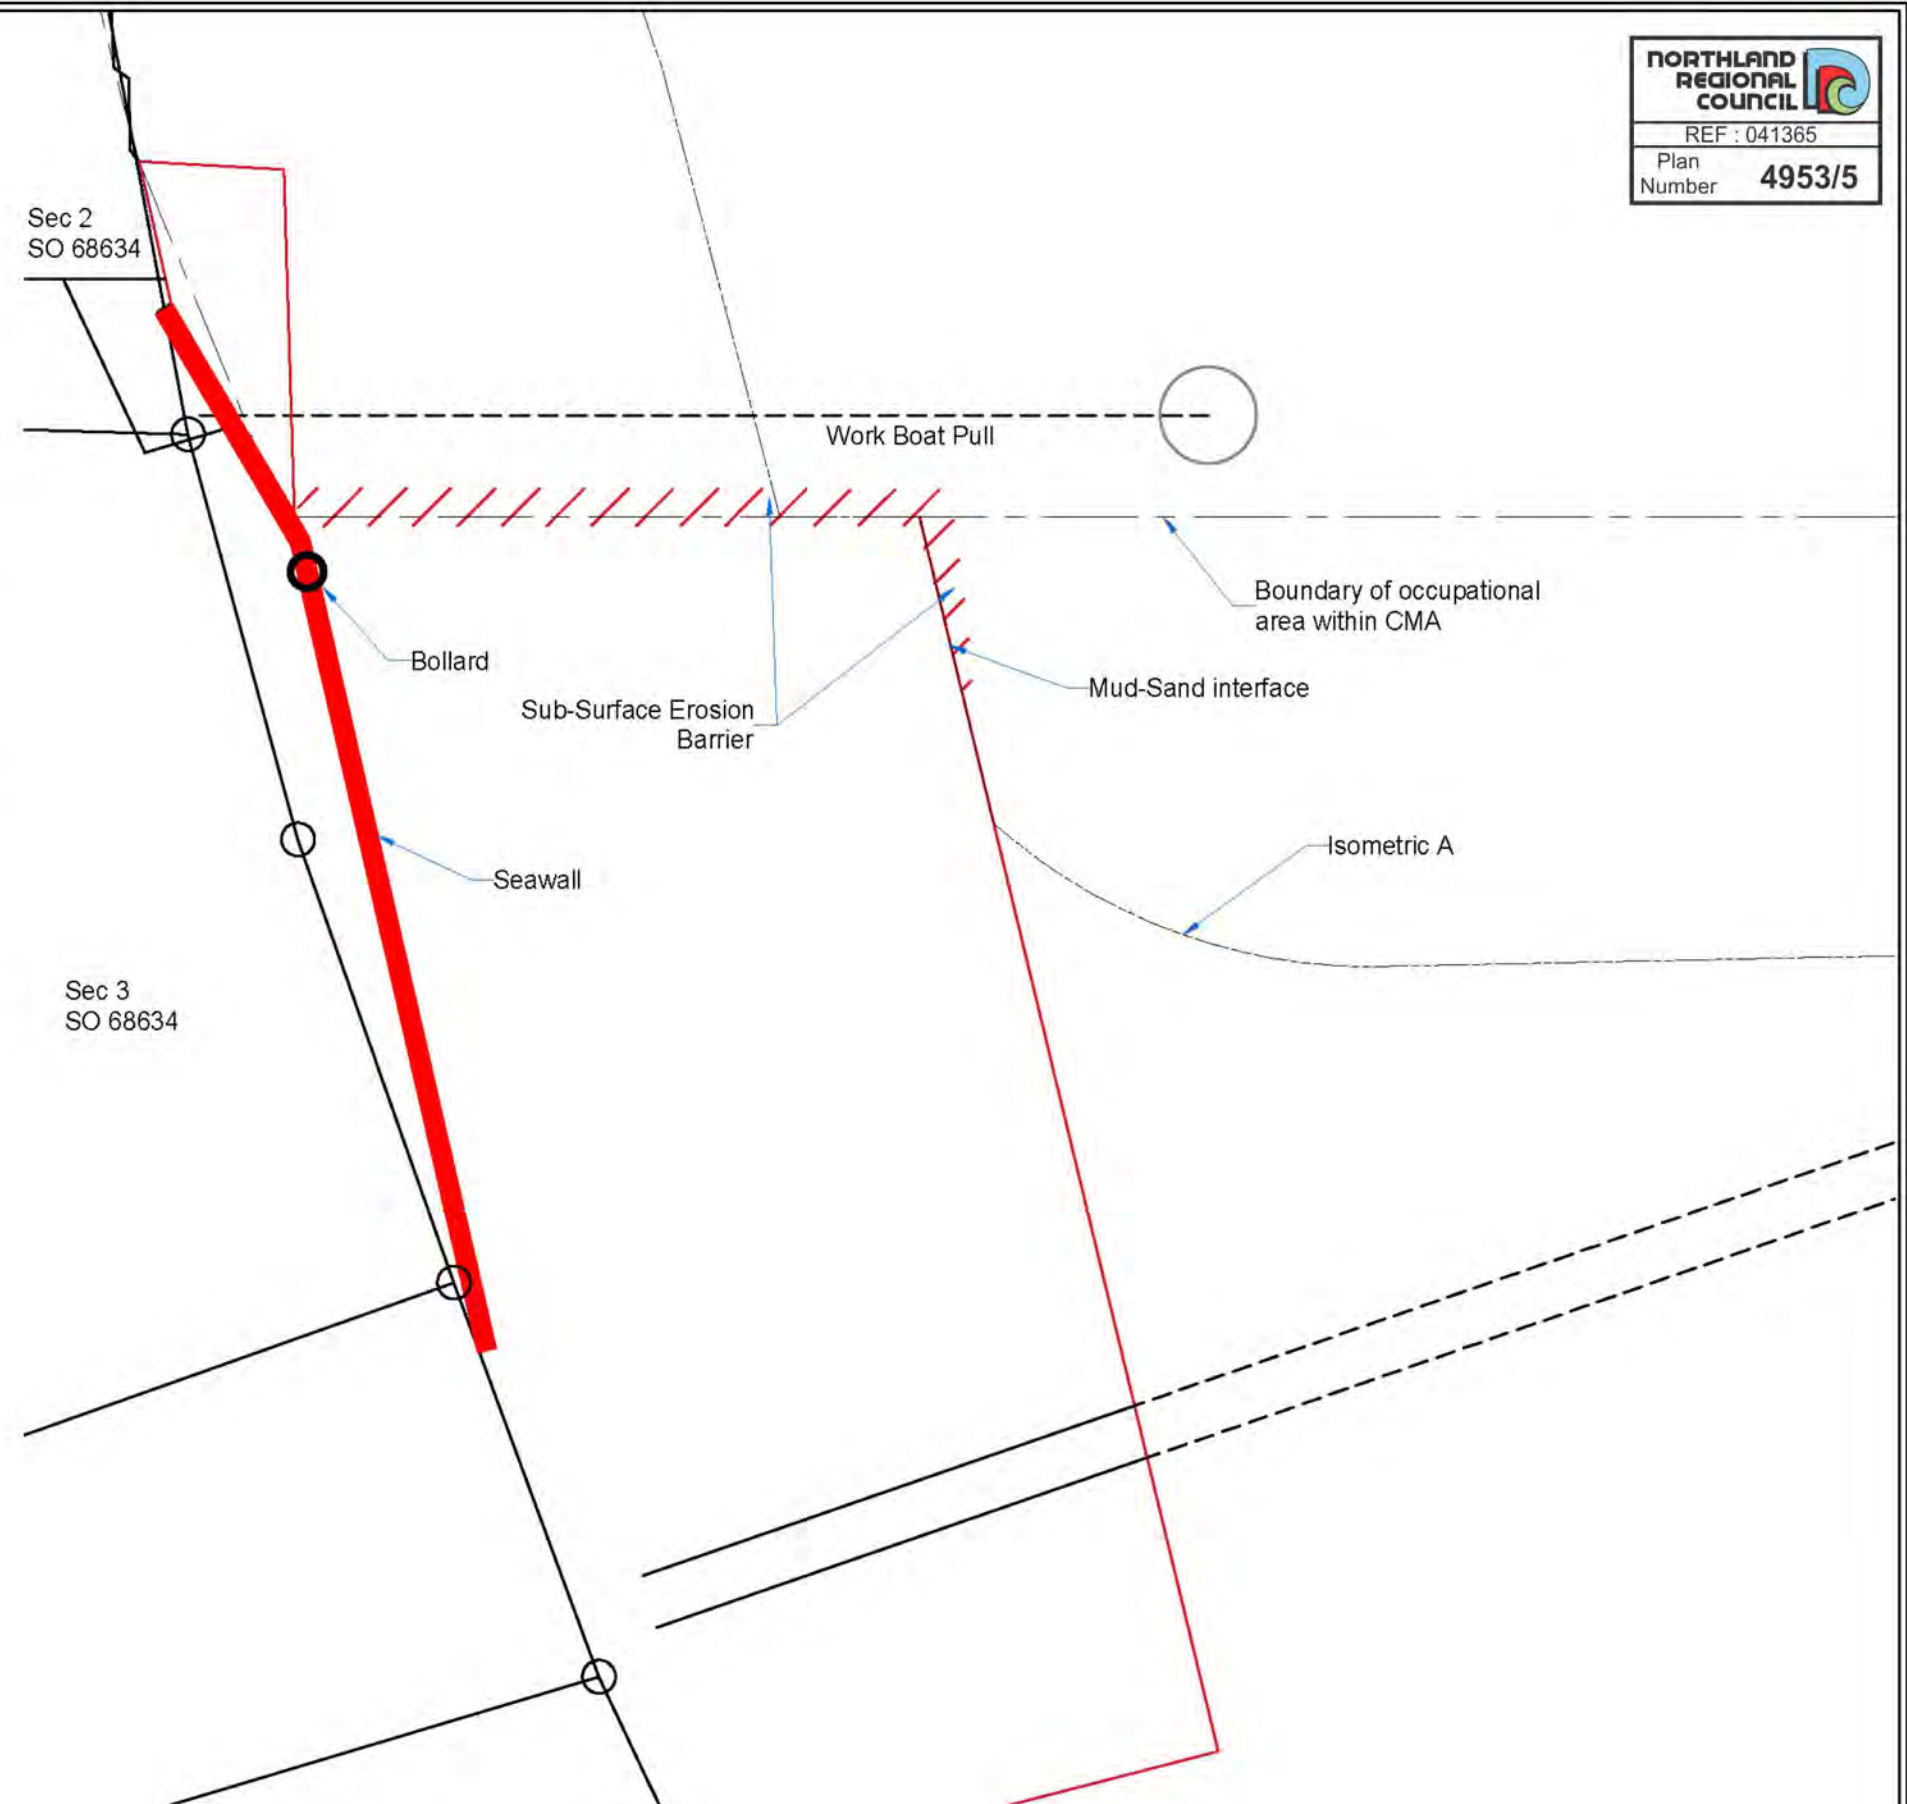 NORTHLAND
REGIONAL
COUNCIL
REF : 041365
Plan
Number
4953/5
Sec 2
SO 68634
Work Boat Pull
Boundary of occupational
area within CMA
Bollard
Mud-Sand interface
Sub-Surface Erosion
Barrier
Isometric A
Seawall
Sec 3
SO 68634